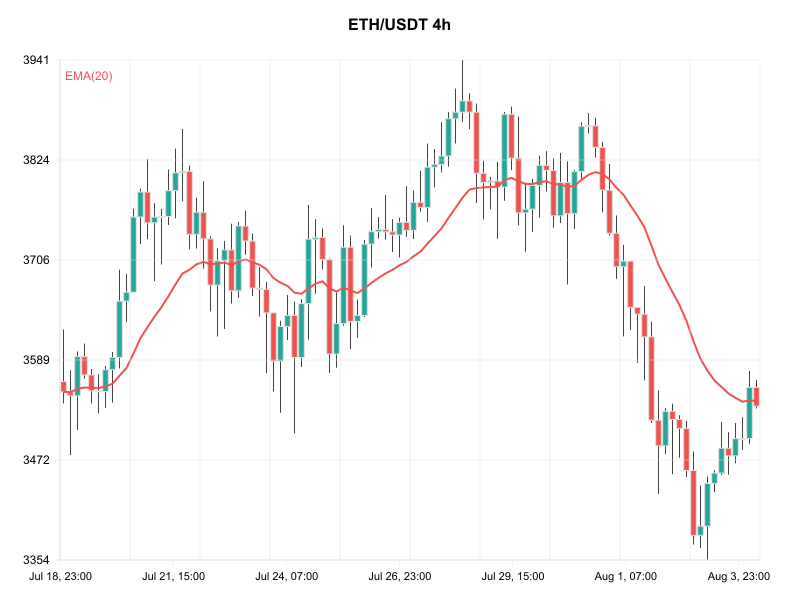 ETH/USDT 4h
EMA(20)
3941
3824
3706
3589
3472
3354
Jul 18, 23:00 Jul 21, 15:00 Jul 24, 07:00 Jul 26, 23:00 Jul 29, 15:00 Aug 1, 07:00 Aug 3, 23:00